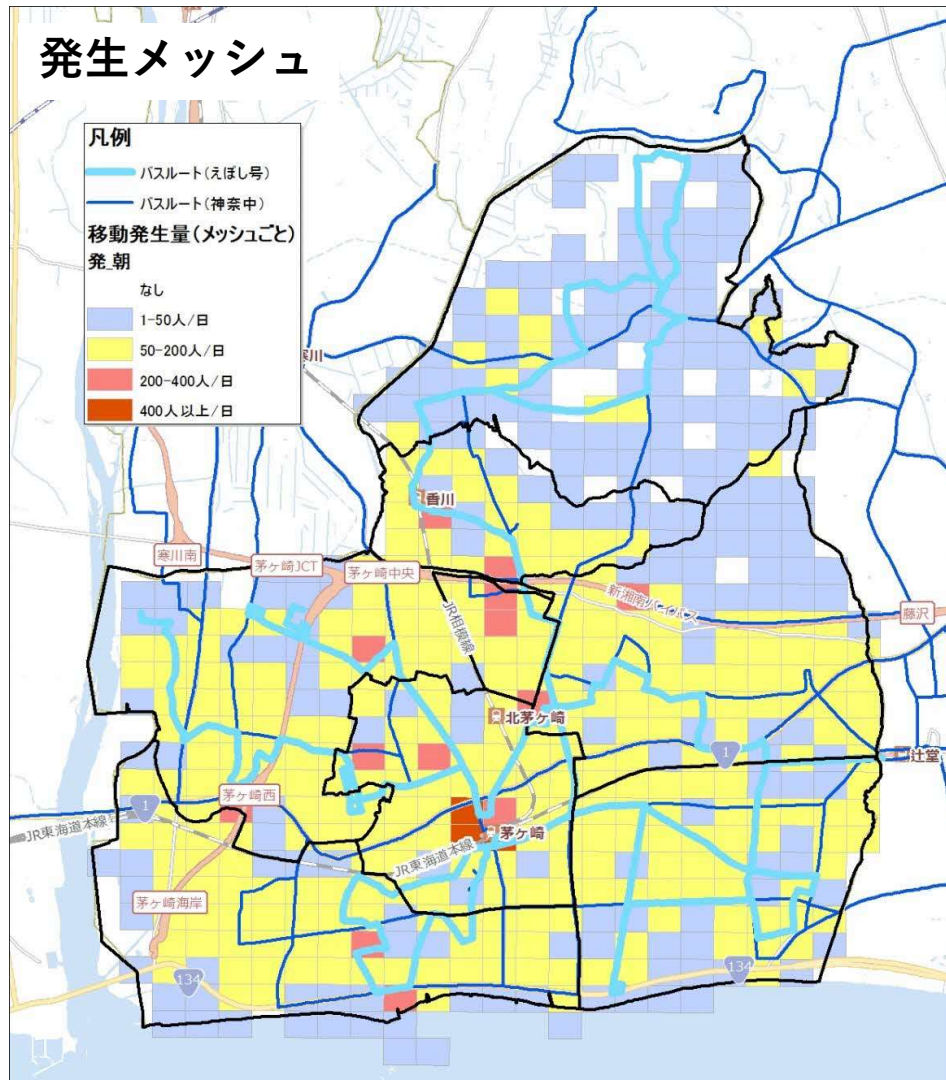 発生メッシュ
凡例
バスルート(えぼし号)
バスルート(神奈中)
移動発生量(メッシュごと)
発_朝
なし
1-50人/日
50-200人/日
200-400人/日
400人以上/日
寒川
香川
寒川南
茅ヶ崎JCT
茅ヶ崎中央
新湘南バイパス
藤沢
JR相模線
北茅ヶ崎
1
辻堂
茅ヶ崎西
1
JR東海道本線
茅ヶ崎
JR東海道本線
茅ヶ崎海岸
134
134